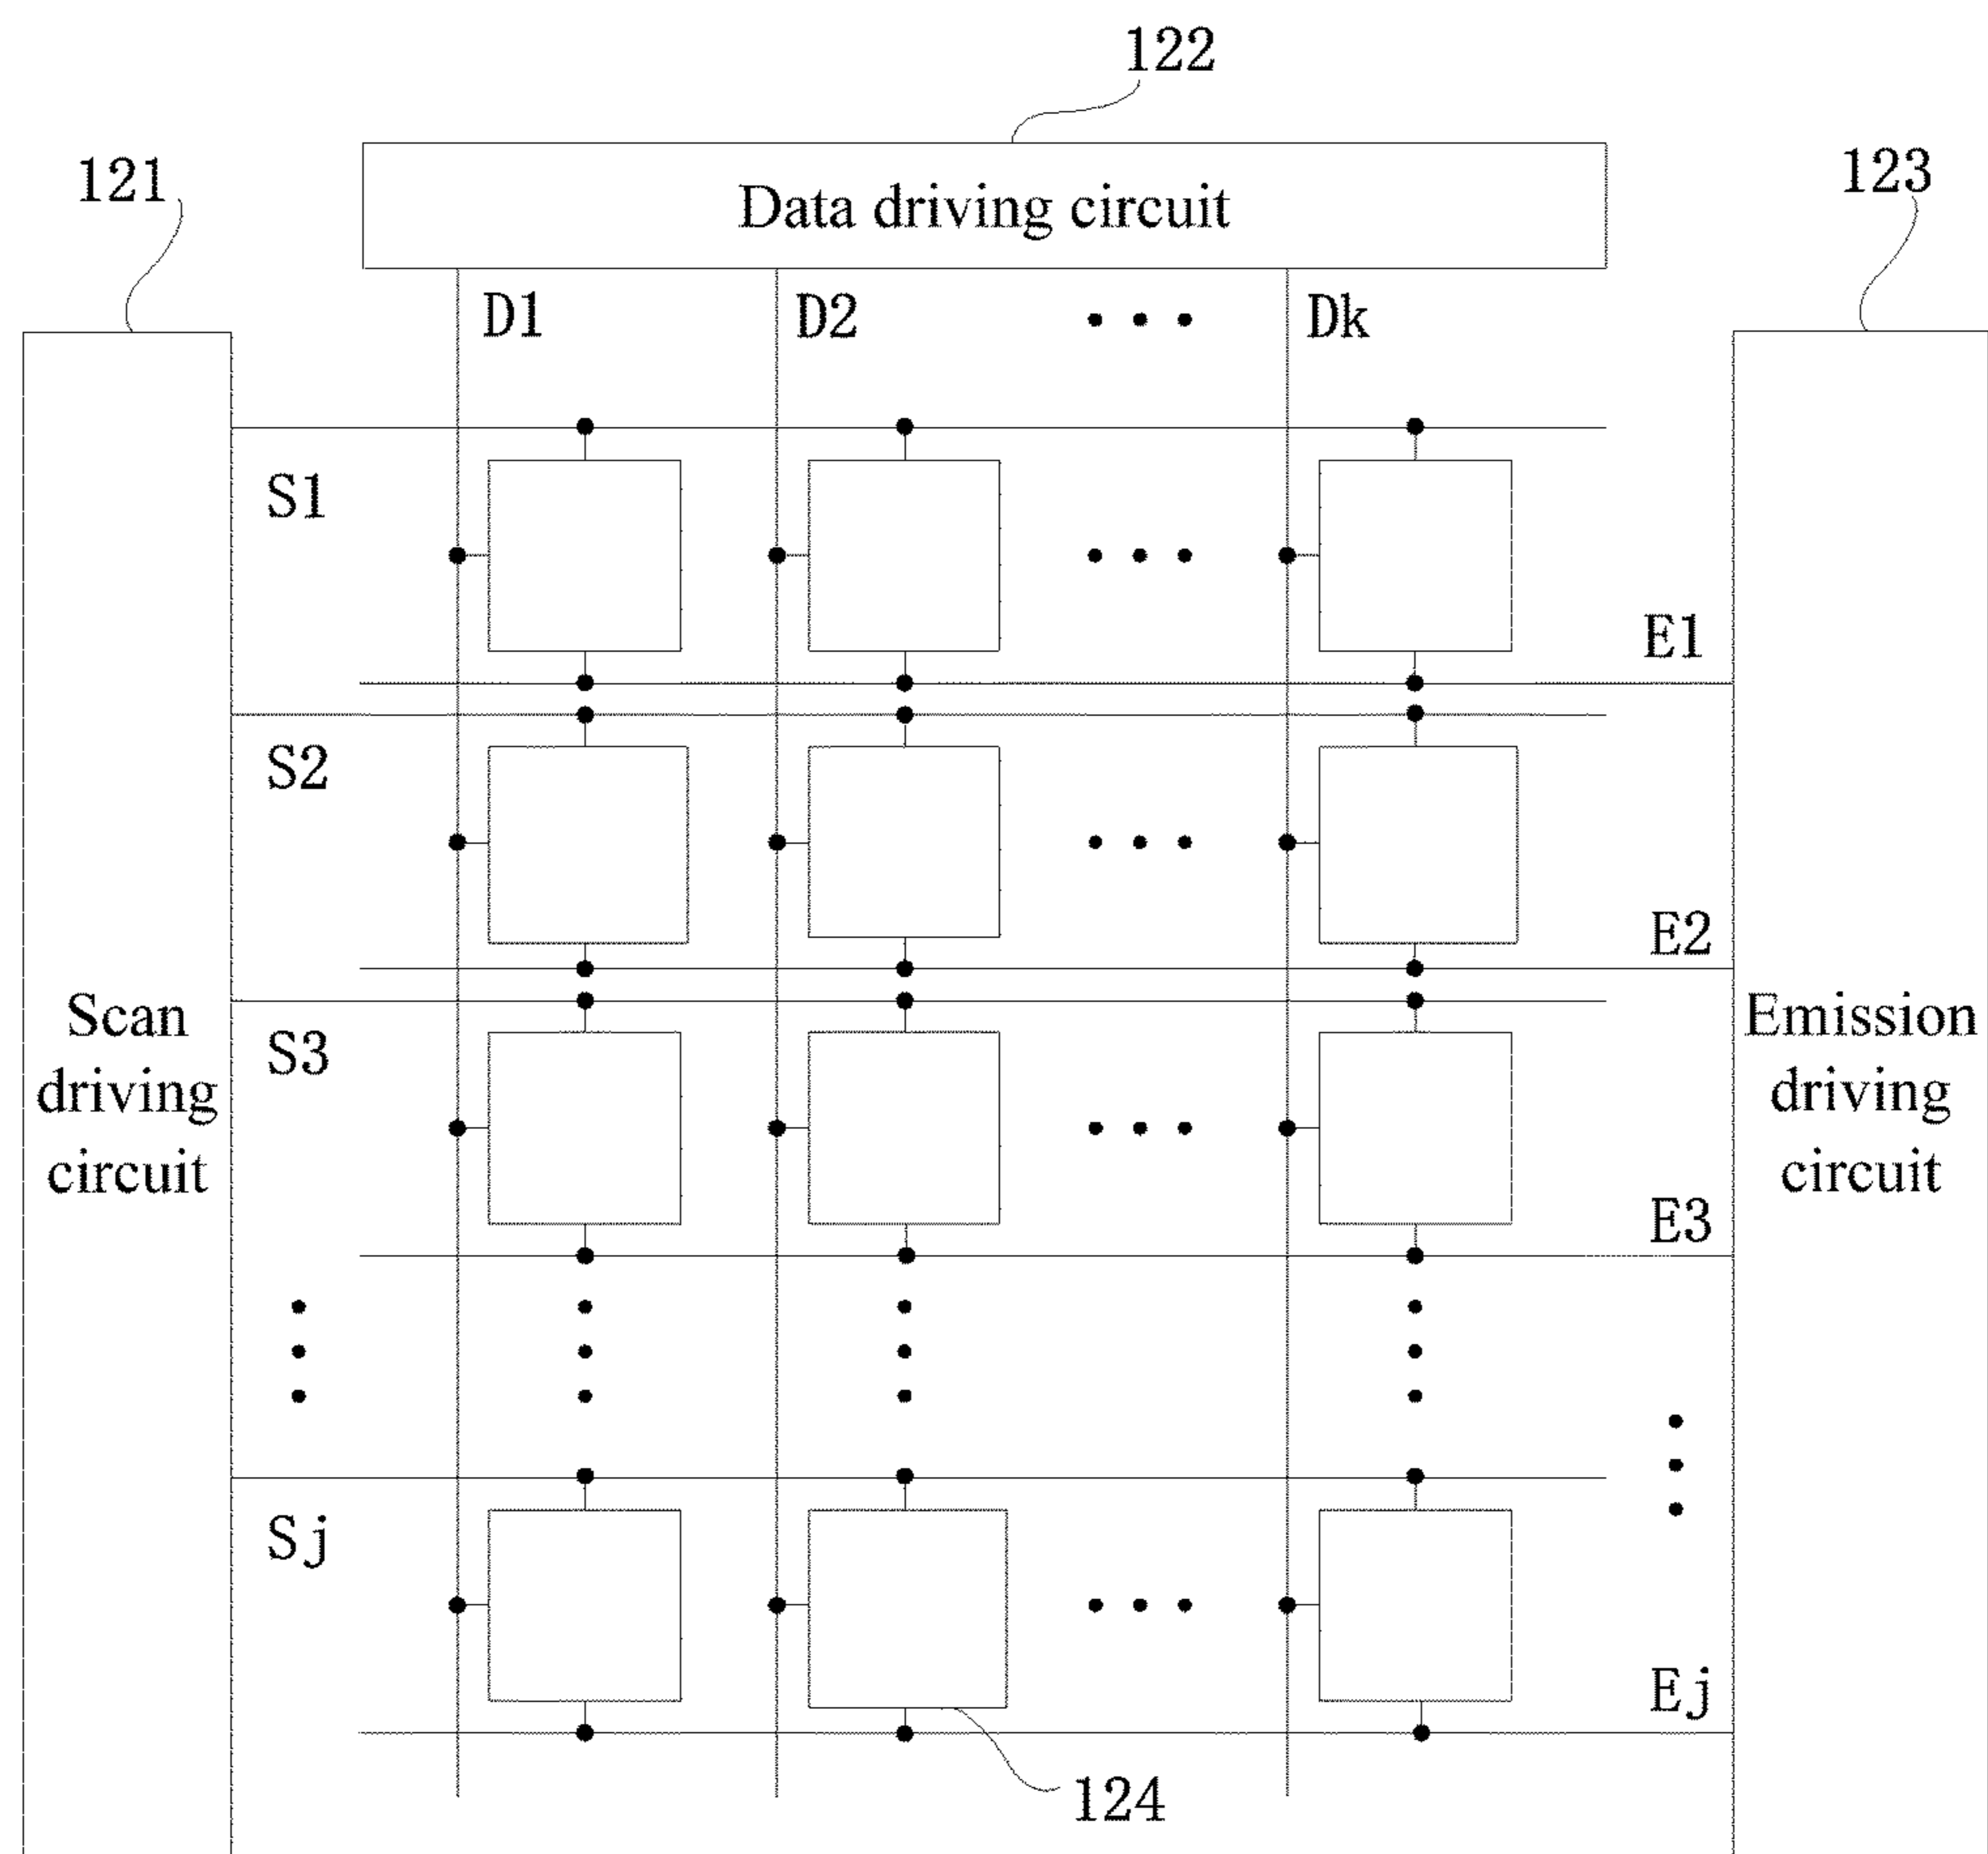 122
121
123
Data driving circuit
D1
D2
Dk
S1
E1
S2
E2
Scan
driving
circuit
S3
Emission
driving
circuit
E3
Sj
Ej
124